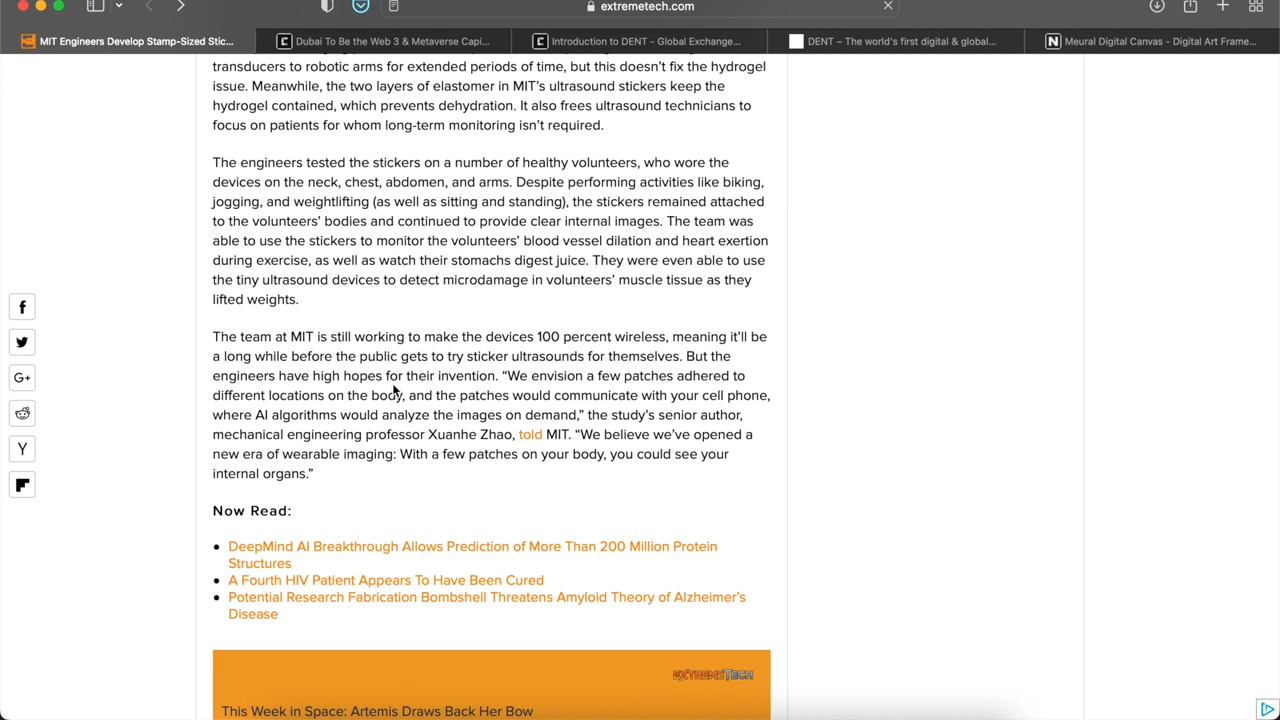 extremetech.com
MIT Engineers Develop Stamp-Sized Stic...
Dubai To Be the Web 3 & Metaverse Capi...
Introduction to DENT - Global Exchange...
DENT – The world's first digital & global...
Meural Digital Canvas - Digital Art Frame...
transducers to robotic arms for extended periods of time, but this doesn't fix the hydrogel
issue. Meanwhile, the two layers of elastomer in MIT's ultrasound stickers keep the
hydrogel contained, which prevents dehydration. It also frees ultrasound technicians to
focus on patients for whom long-term monitoring isn't required.
The engineers tested the stickers on a number of healthy volunteers, who wore the
devices on the neck, chest, abdomen, and arms. Despite performing activities like biking,
jogging, and weightlifting (as well as sitting and standing), the stickers remained attached
to the volunteers' bodies and continued to provide clear internal images. The team was
able to use the stickers to monitor the volunteers' blood vessel dilation and heart exertion
during exercise, as well as watch their stomachs digest juice. They were even able to use
the tiny ultrasound devices to detect microdamage in volunteers' muscle tissue as they
lifted weights.
The team at MIT is still working to make the devices 100 percent wireless, meaning it'll be
a long while before the public gets to try sticker ultrasounds for themselves. But the
engineers have high hopes for their invention. “We envision a few patches adhered to
different locations on the body, and the patches would communicate with your cell phone,
where AI algorithms would analyze the images on demand,” the study's senior author,
mechanical engineering professor Xuanhe Zhao, told MIT. “We believe we've opened a
new era of wearable imaging: With a few patches on your body, you could see your
internal organs.”
Now Read:
DeepMind AI Breakthrough Allows Prediction of More Than 200 Million Protein
Structures
A Fourth HIV Patient Appears To Have Been Cured
Potential Research Fabrication Bombshell Threatens Amyloid Theory of Alzheimer's
Disease
EXTREMETECH
This Week in Space: Artemis Draws Back Her Bow